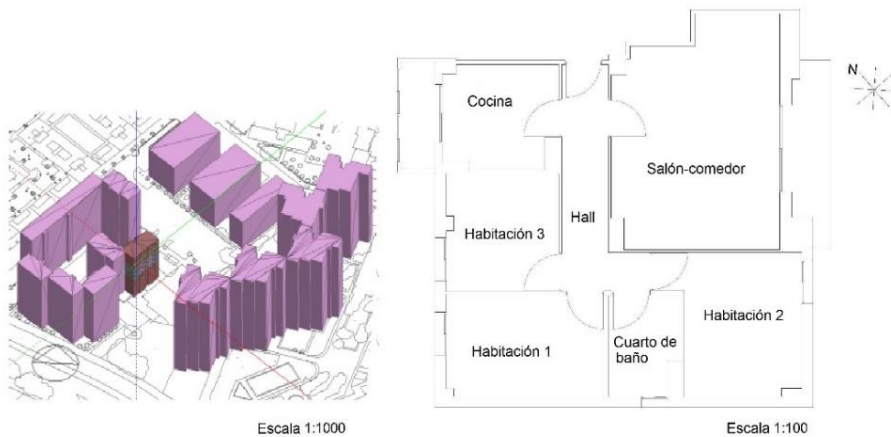 N
Cocina
Salón-comedor
Hall
Habitación 3
Habitación 1
Cuarto de
baño
Habitación 2
Escala 1:1000
Escala 1:100